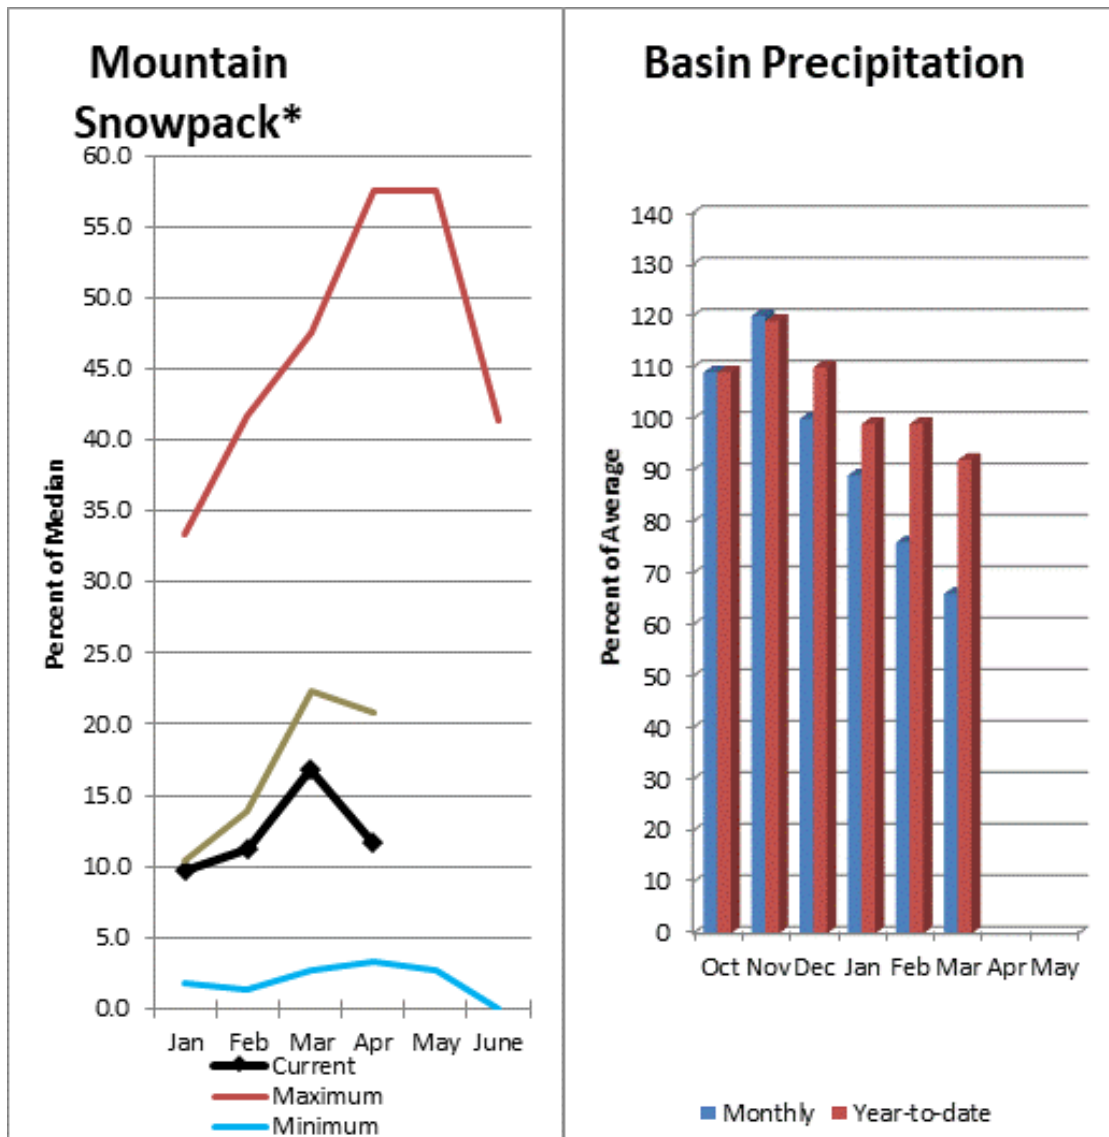 Mountain
Snowpack*
60.0
55.0
50.0
45.0
40.0
35.0
30.0
25.0
20.0
15.0
10.0
5.0
0.0
Percent of Median
Jan Feb Mar Apr May June
Current
Maximum
Minimum
Basin Precipitation
140
130
120
110
100
90
80
70
60
50
40
30
20
10
0
Percent of Average
Oct Nov Dec Jan Feb Mar Apr May
Monthly Year-to-date